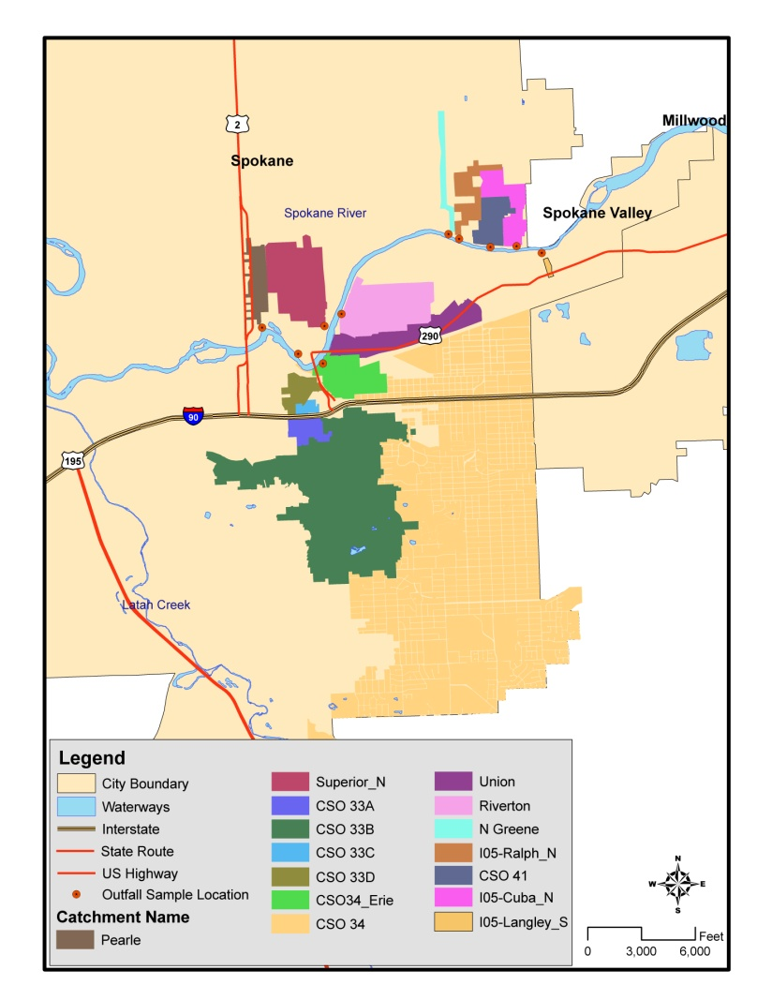 Millwood
2
Spokane
Spokane River
Spokane Valley
290
90
195
Latah Creek
Legend
City Boundary
Waterways
Interstate
State Route
US Highway
Outfall Sample Location
Catchment Name
Pearle
Superior_N
CSO 33A
CSO 33B
CSO 33C
CSO 33D
CSO34_Erie
CSO 34
Union
Riverton
N Greene
I05-Ralph_N
CSO 41
I05-Cuba_N
I05-Langley_S
N
W E
S
Feet
0 3,000 6,000